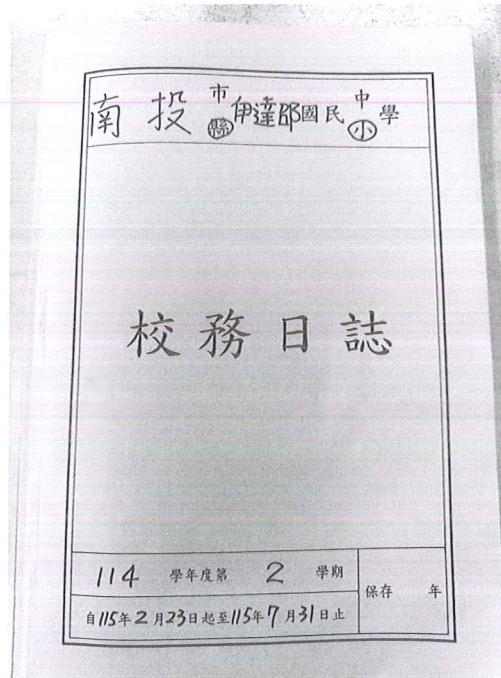 南投市縣伊達邵國民中小學
校務日誌
114 學年度第 2 學期
自115年2月23日起至115年7月31日止
保存 年